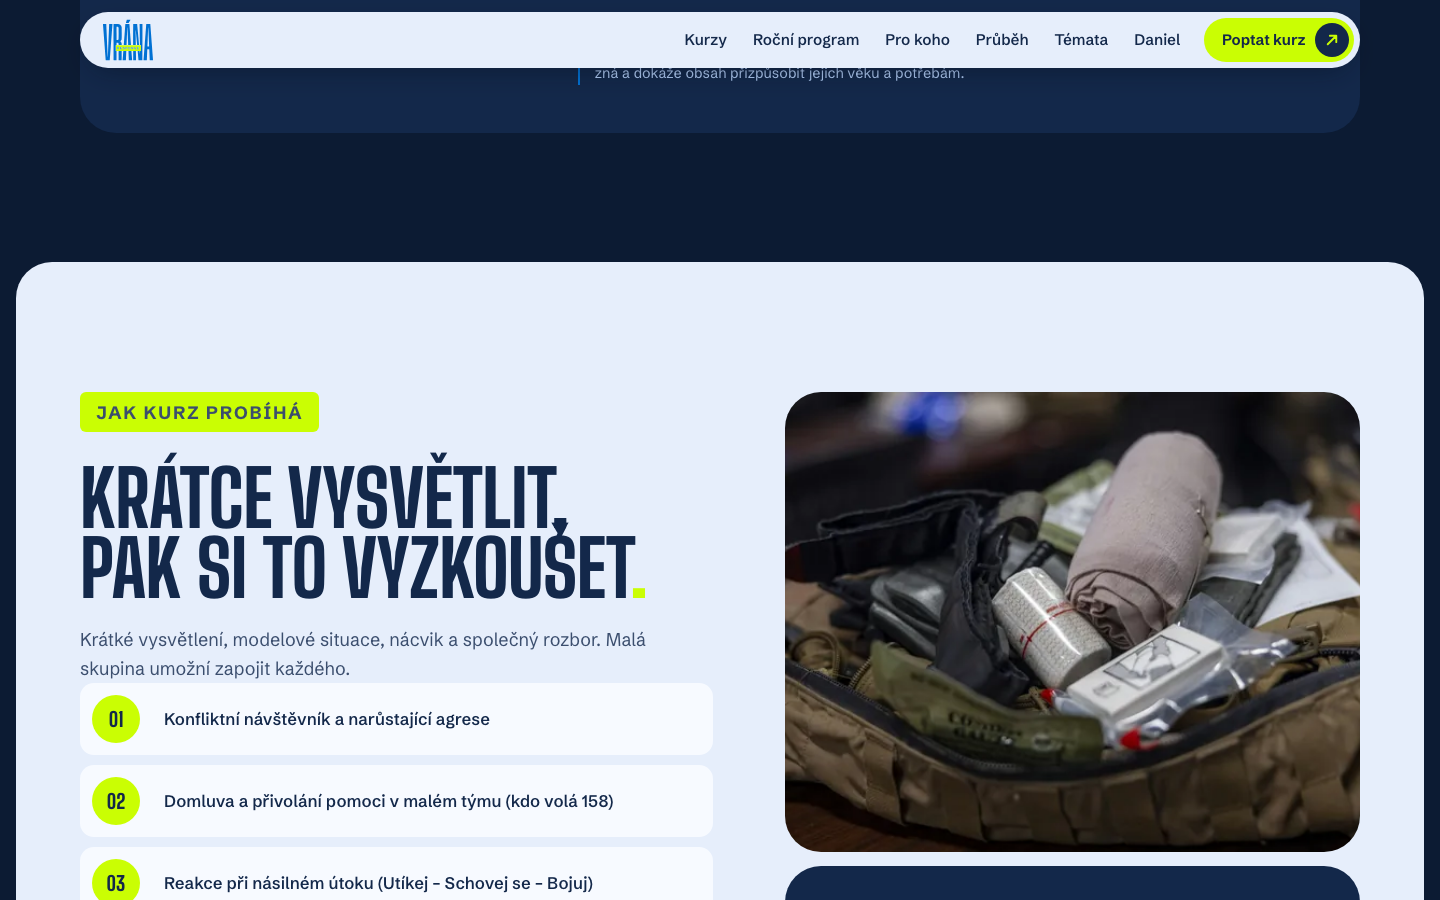 VRÁNA
Kurzy
Roční program
Pro koho
Průběh
Témata
Daniel
Poptat kurz
zná a dokáže obsah přizpůsobit jejich věku a potřebám.
JAK KURZ PROBÍHÁ
KRÁTCE VYSVĚTLIT,
PAK SI TO VYZKOUŠET.
Krátké vysvětlení, modelové situace, nácvik a společný rozbor. Malá
skupina umožní zapojit každého.
01
Konfliktní návštěvník a narůstající agrese
02
Domluva a přivolání pomoci v malém týmu (kdo volá 158)
03
Reakce při násilném útoku (Utíkej – Schovej se – Bojuj)